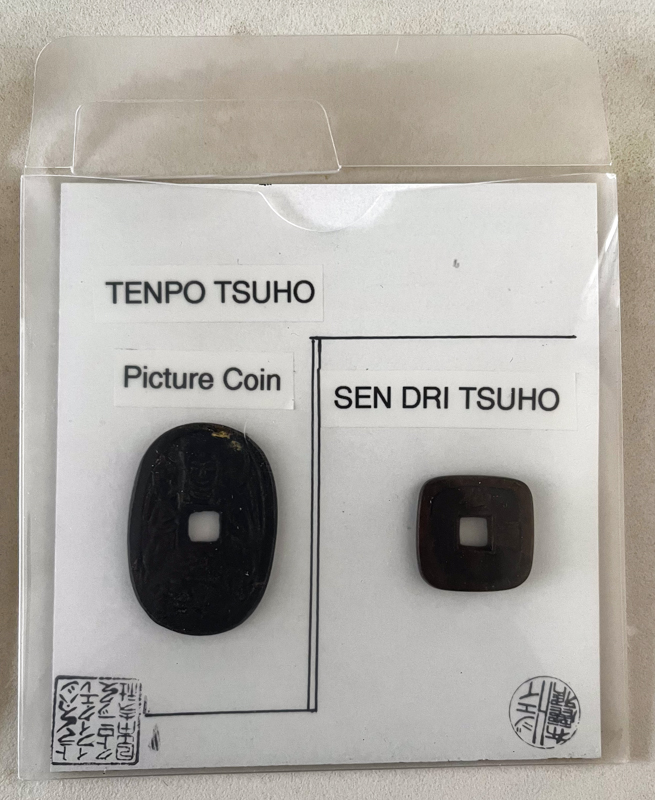 TENPO TSUHO
Picture Coin
SEN DRI TSUHO